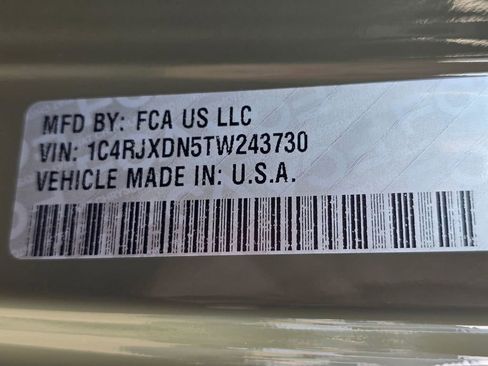 MFD BY: FCA US LLC
VIN: 1C4RJXDN5TW243730
VEHICLE MADE IN: U.S.A.